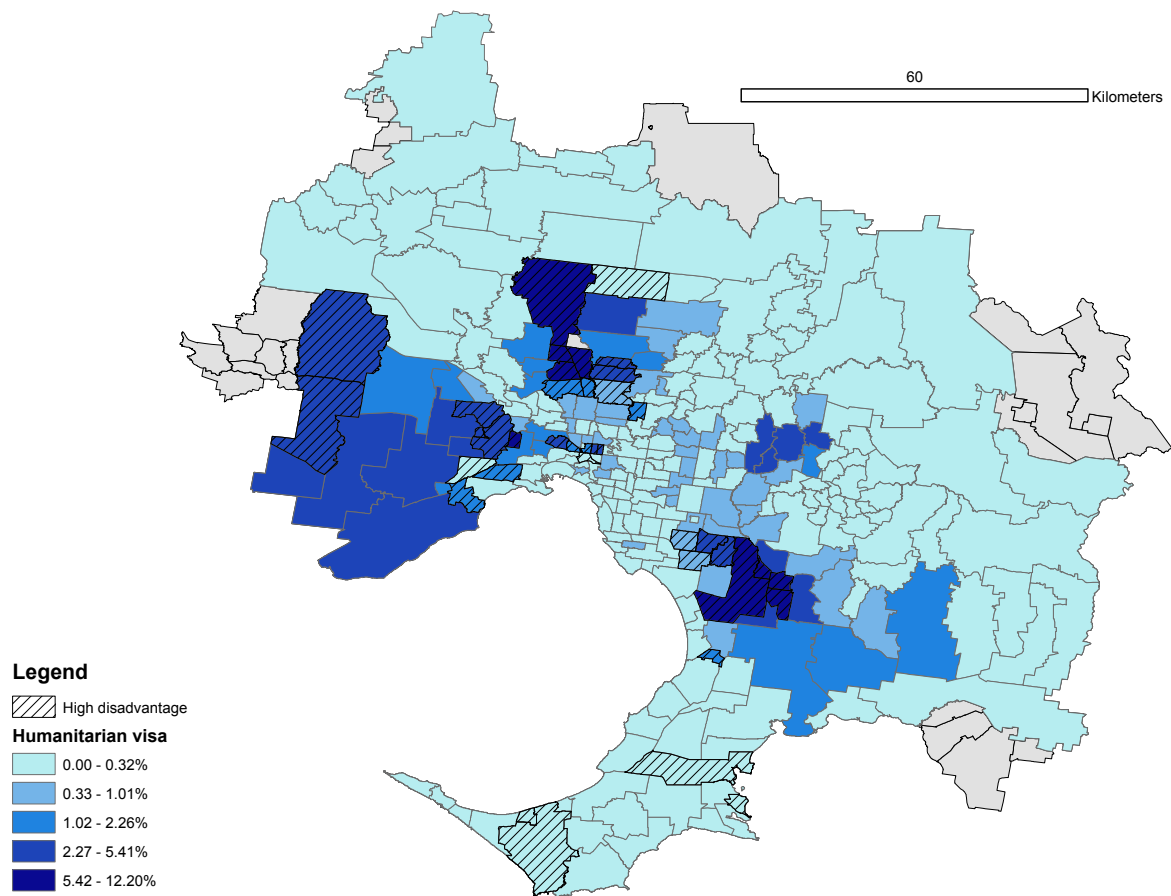 60
Kilometers
Legend
High disadvantage
Humanitarian visa
0.00 - 0.32%
0.33 - 1.01%
1.02 - 2.26%
2.27 - 5.41%
5.42 - 12.20%